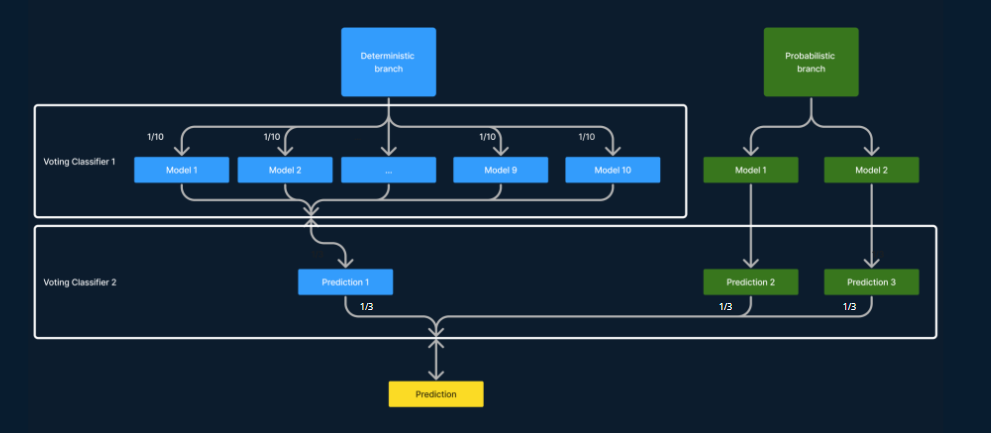 Deterministic
branch
Probabilistic
branch
1/10
1/10
1/10
1/10
Voting Classifier 1
Model 1
Model 2
...
Model 9
Model 10
Model 1
Model 2
Voting Classifier 2
Prediction 1
Prediction 2
Prediction 3
1/3
1/3
1/3
Prediction